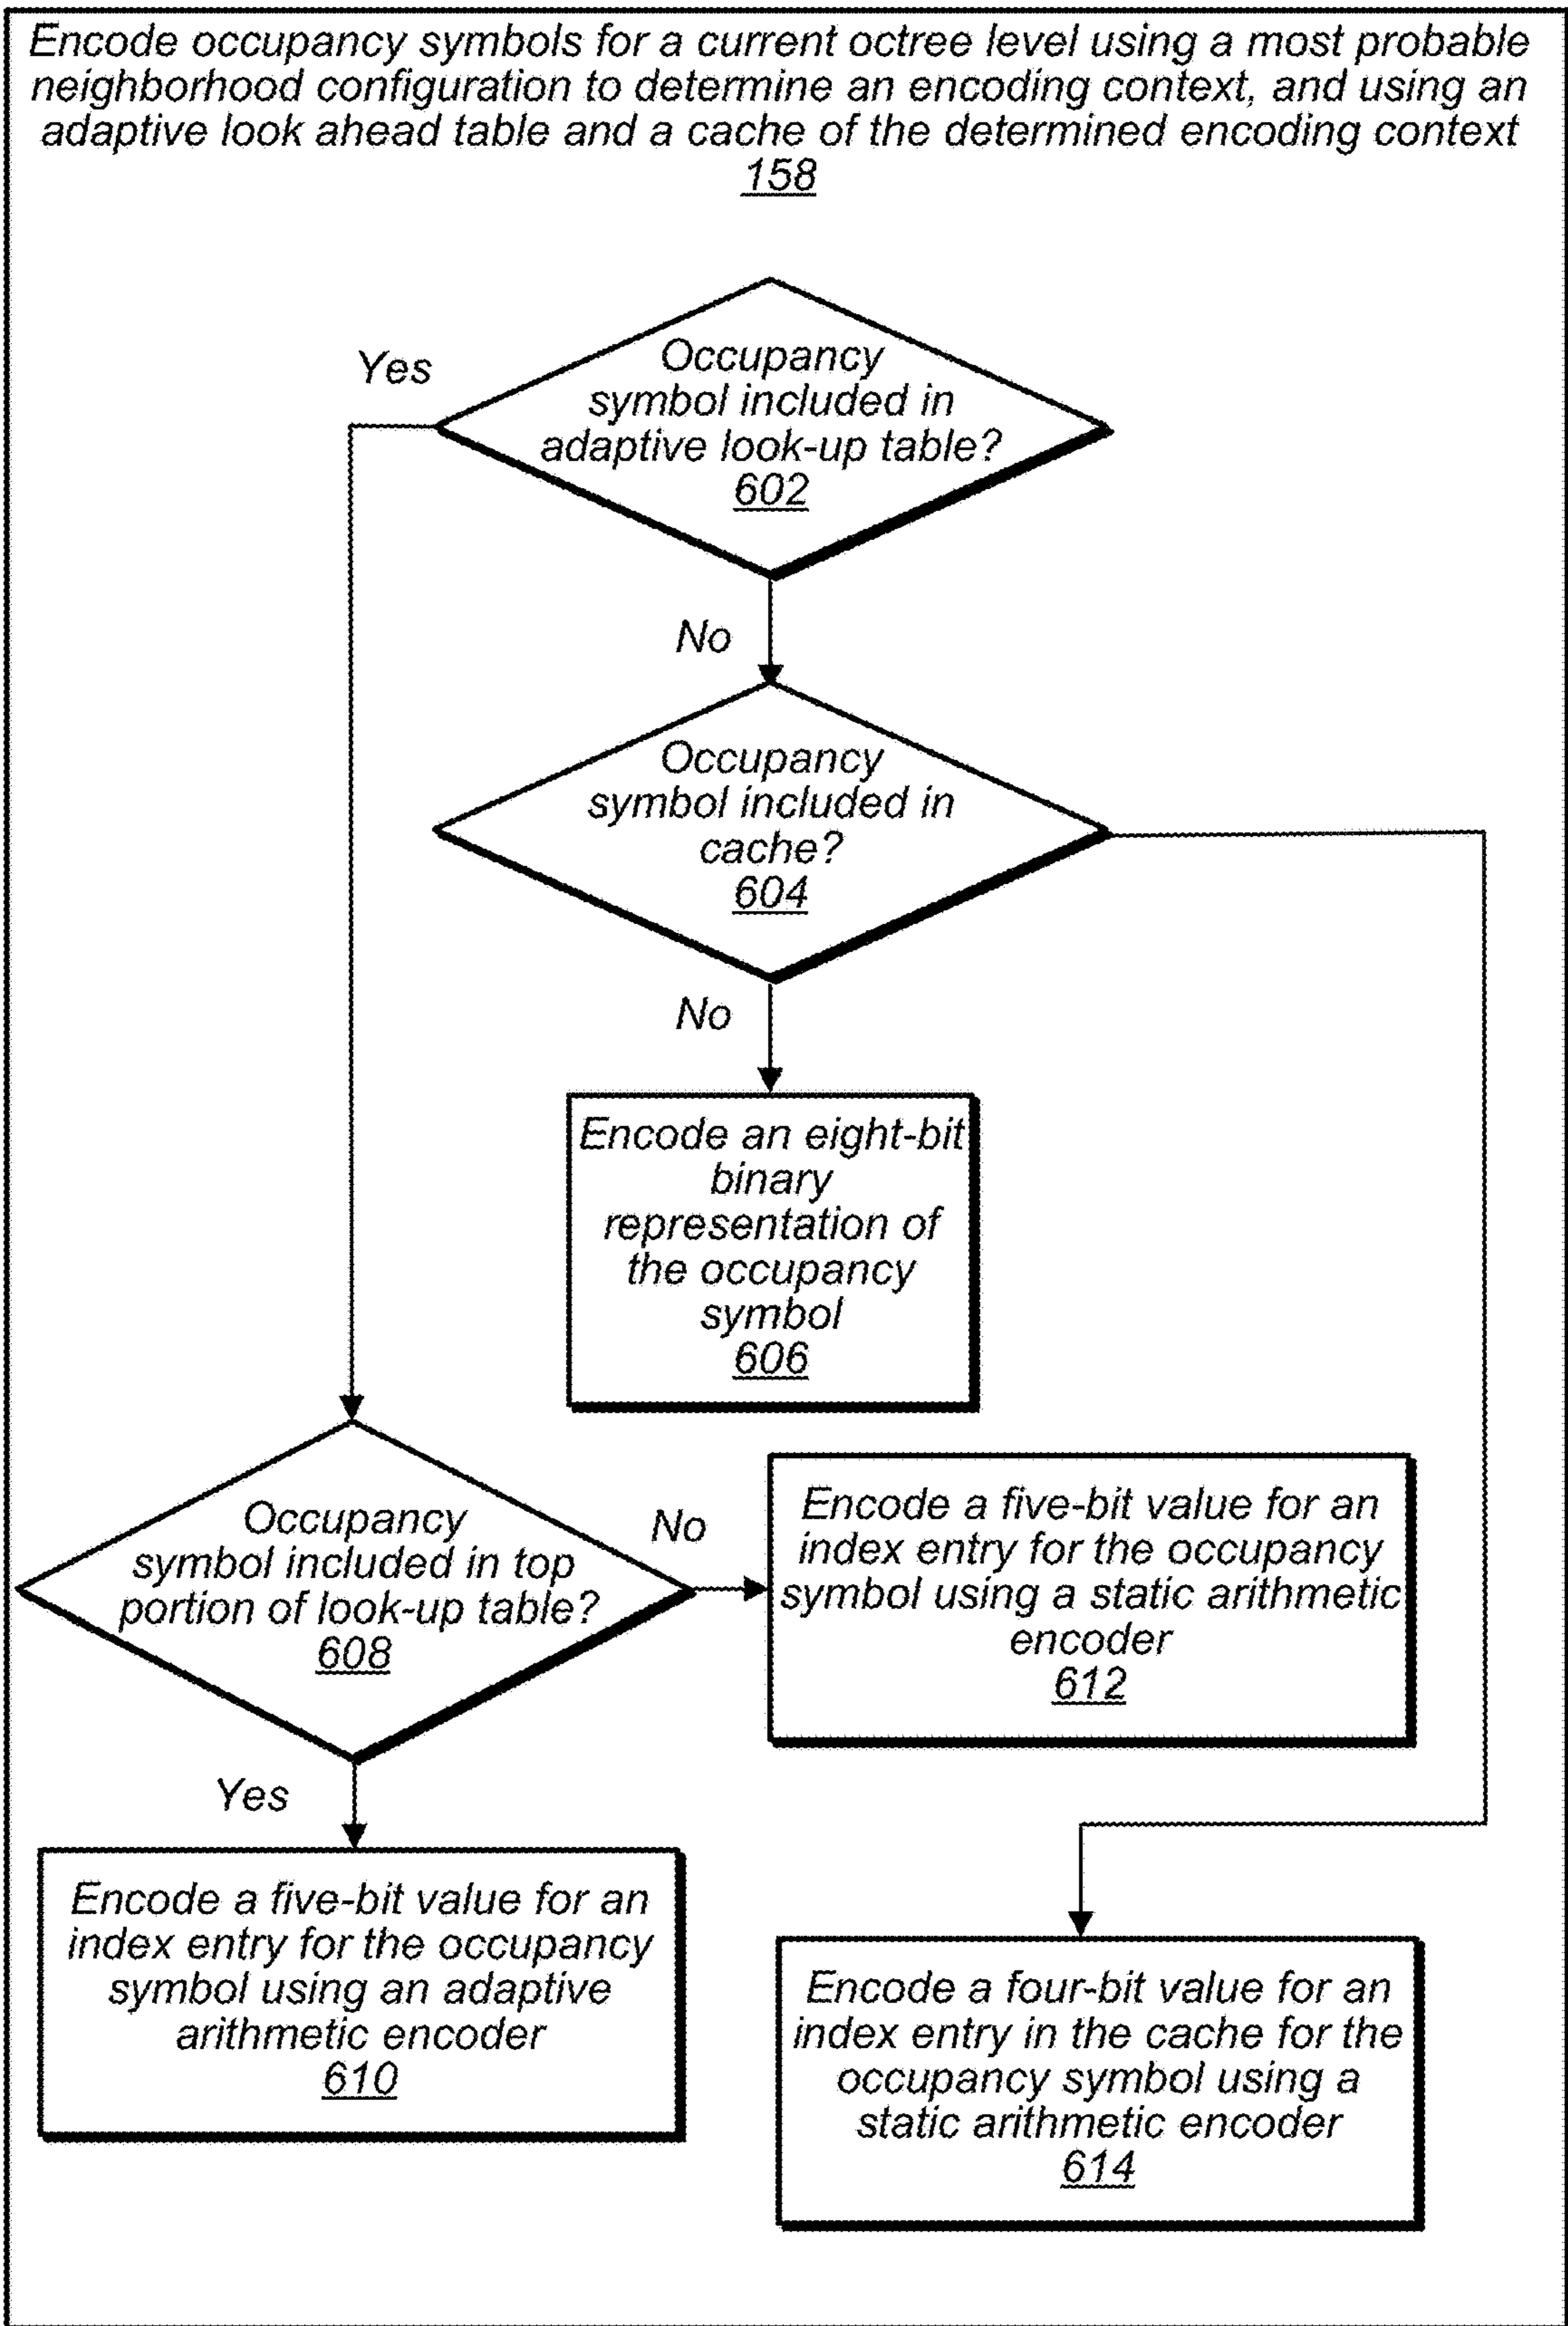 Encode occupancy symbols for a current octree level using a most probable
neighborhood configuration to determine an encoding context, and using an
adaptive look ahead table and a cache of the determined encoding context
158
Yes
Occupancy
symbol included in
adaptive look-up table?
602
No
Occupancy
symbol included in
cache?
604
No
Encode an eight-bit
binary
representation of
the occupancy
symbol
606
Occupancy
symbol included in top
portion of look-up table?
608
No
Encode a five-bit value for an
index entry for the occupancy
symbol using a static arithmetic
encoder
612
Yes
Encode a five-bit value for an
index entry for the occupancy
symbol using an adaptive
arithmetic encoder
610
Encode a four-bit value for an
index entry in the cache for the
occupancy symbol using a
static arithmetic encoder
614